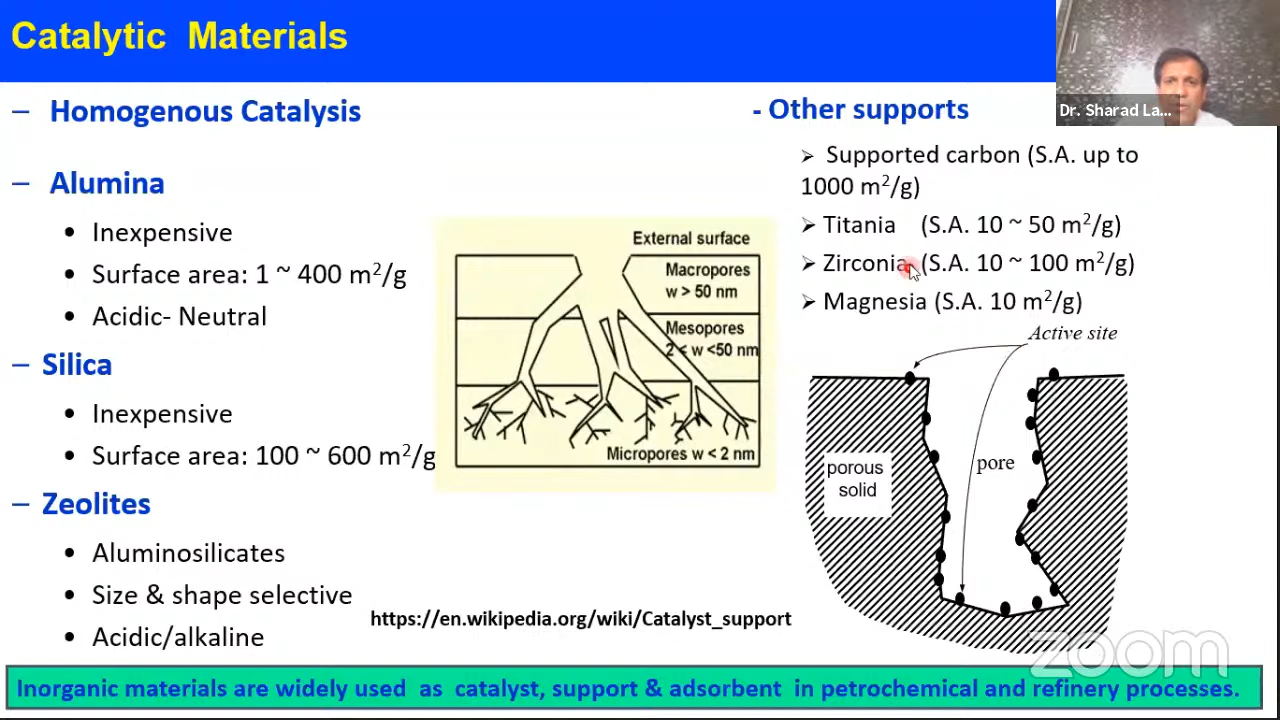 Catalytic Materials
Dr. Sharad La...
– Homogenous Catalysis
– Alumina
• Inexpensive
• Surface area: 1 ~ 400 m²/g
• Acidic- Neutral
– Silica
• Inexpensive
• Surface area: 100 ~ 600 m²/g
– Zeolites
• Aluminosilicates
• Size & shape selective
• Acidic/alkaline
External surface
Macropores
w > 50 nm
Mesopores
2 < w <50 nm
Micropores w < 2 nm
https://en.wikipedia.org/wiki/Catalyst_support
- Other supports
➢ Supported carbon (S.A. up to
1000 m²/g)
➢ Titania (S.A. 10 ~ 50 m²/g)
➢ Zirconia (S.A. 10 ~ 100 m²/g)
➢ Magnesia (S.A. 10 m²/g)
Active site
porous
solid
pore
zoom
Inorganic materials are widely used as catalyst, support & adsorbent in petrochemical and refinery processes.